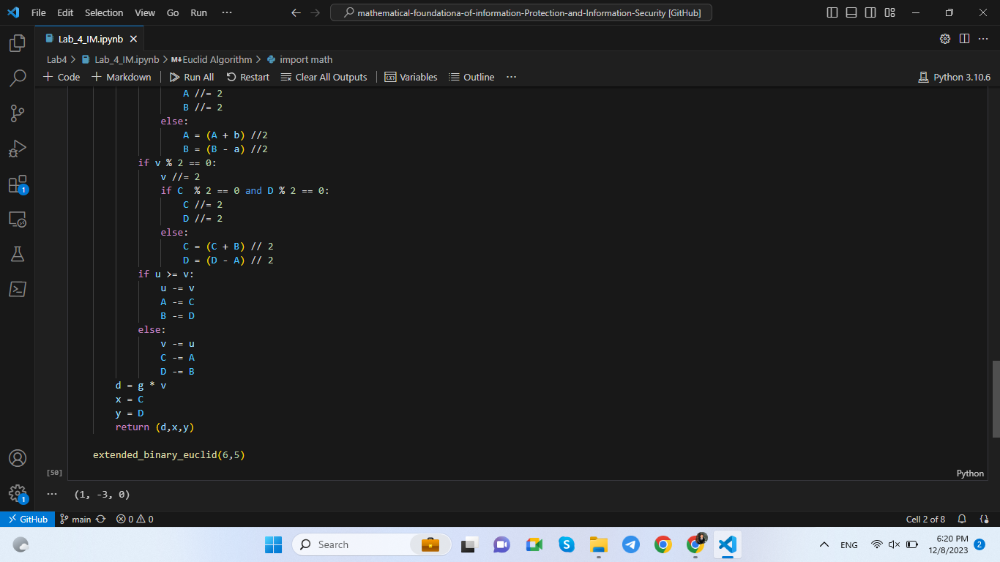 File Edit Selection View Go Run ···
mathematical-foundationa-of-information-Protection-and-Information-Security [GitHub]
Lab_4_IM.ipynb
Lab4 > Lab_4_IM.ipynb > M↓Euclid Algorithm > import math
+ Code + Markdown Run All Restart Clear All Outputs Variables Outline ··· Python 3.10.6
A //= 2
B //= 2
else:
A = (A + b) //2
B = (B - a) //2
if v % 2 == 0:
v //= 2
if C  % 2 == 0 and D % 2 == 0:
C //= 2
D //= 2
else:
C = (C + B) // 2
D = (D - A) // 2
if u >= v:
u -= v
A -= C
B -= D
else:
v -= u
C -= A
D -= B
d = g * v
x = C
y = D
return (d,x,y)
extended_binary_euclid(6,5)
[50] Python
··· (1, -3, 0)
1
1
GitHub main 0 0 Cell 2 of 8
Search ENG 6:20 PM
12/8/2023 2